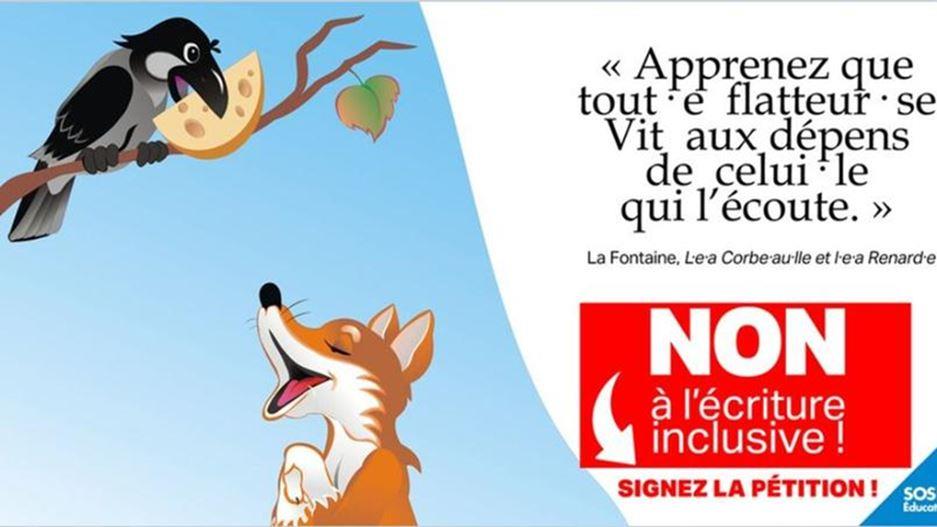 « Apprenez que
tout·e flatteur·se
Vit aux dépens
de celui·le
qui l’écoute. »
La Fontaine, L·e·a Corbe·au·lle et l·e·a Renard·e
NON
à l’écriture
inclusive !
SIGNEZ LA PÉTITION !
SOS